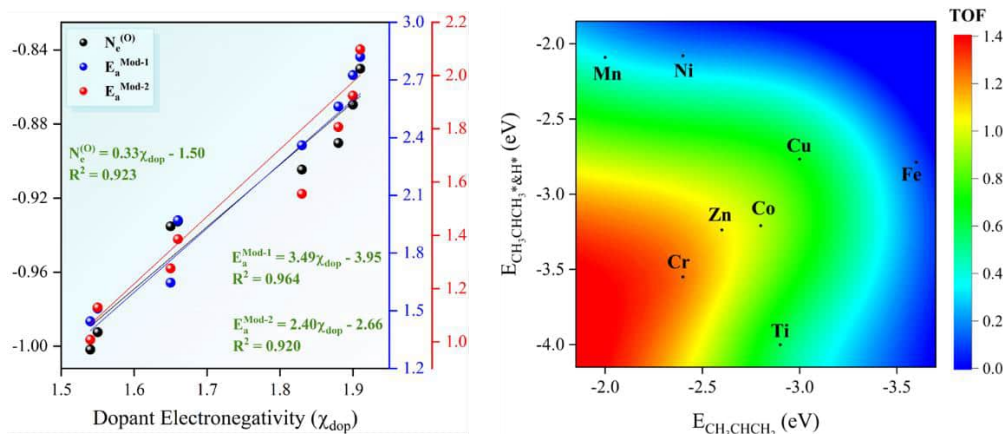 -0.84
-0.88
-0.92
-0.96
-1.00
Nₑ⁽ᴼ⁾
Eₐᴹᵒᵈ⁻¹
Eₐᴹᵒᵈ⁻²
Nₑ⁽ᴼ⁾ = 0.33χdop - 1.50
R² = 0.923
Eₐᴹᵒᵈ⁻¹ = 3.49χdop - 3.95
R² = 0.964
Eₐᴹᵒᵈ⁻² = 2.40χdop - 2.66
R² = 0.920
1.5 1.6 1.7 1.8 1.9
Dopant Electronegativity (χdop)
3.0
2.7
2.4
2.1
1.8
1.5
1.2
2.2
2.0
1.8
1.6
1.4
1.2
1.0
E CH₃CHCH₃*&H* (eV)
-2.0
-2.5
-3.0
-3.5
-4.0
Mn
Ni
Cu
Fe
Zn
Co
Cr
Ti
-2.0 -2.5 -3.0 -3.5
E CH₃CHCH₂ (eV)
TOF
1.4
1.2
1.0
0.8
0.6
0.4
0.2
0.0